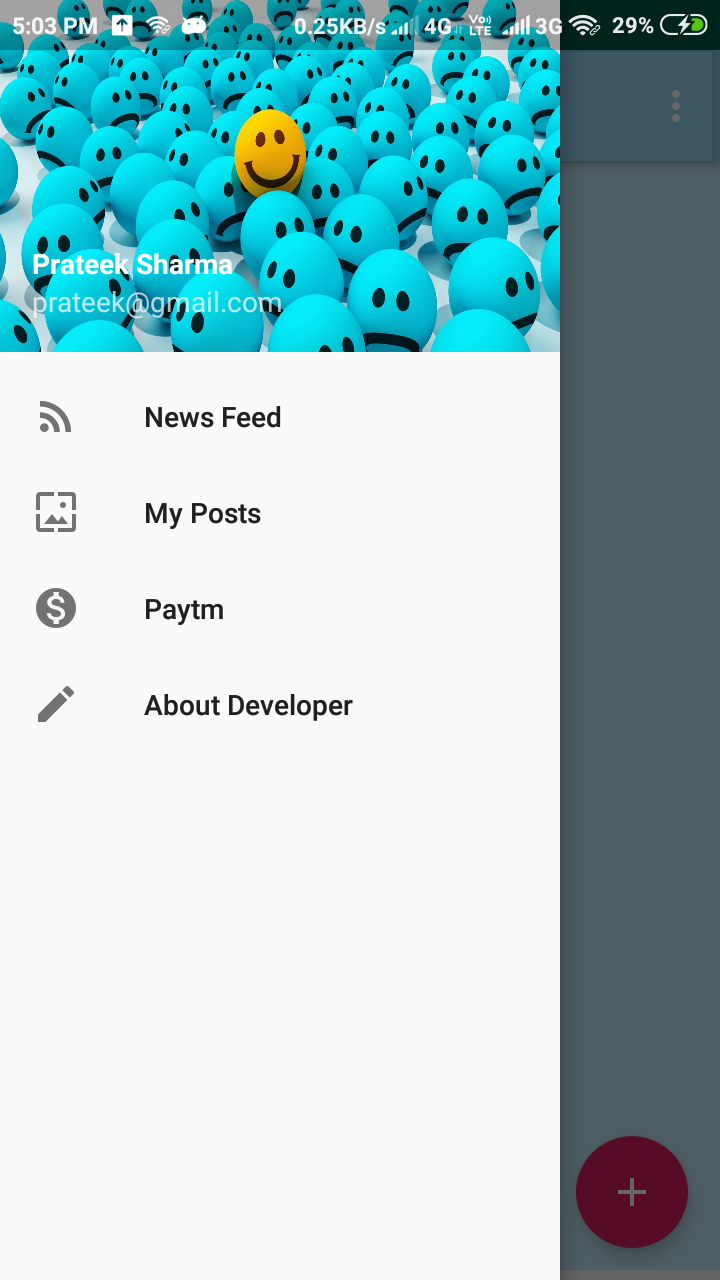 5:03 PM 0.25KB/s 4G Vo) LTE 3G 29%
Prateek Sharma
prateek@gmail.com
News Feed
My Posts
Paytm
About Developer